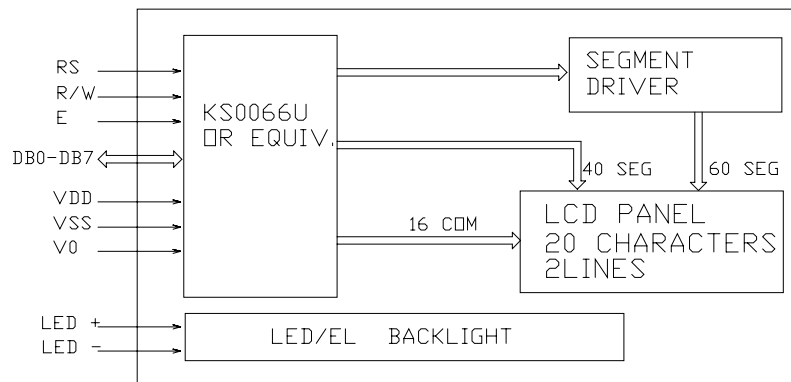 RS
R/W
E
DB0-DB7
VDD
VSS
V0
LED +
LED -
KS0066U
OR EQUIV.
SEGMENT
DRIVER
40 SEG
60 SEG
16 COM
LCD PANEL
20 CHARACTERS
2LINES
LED/EL BACKLIGHT